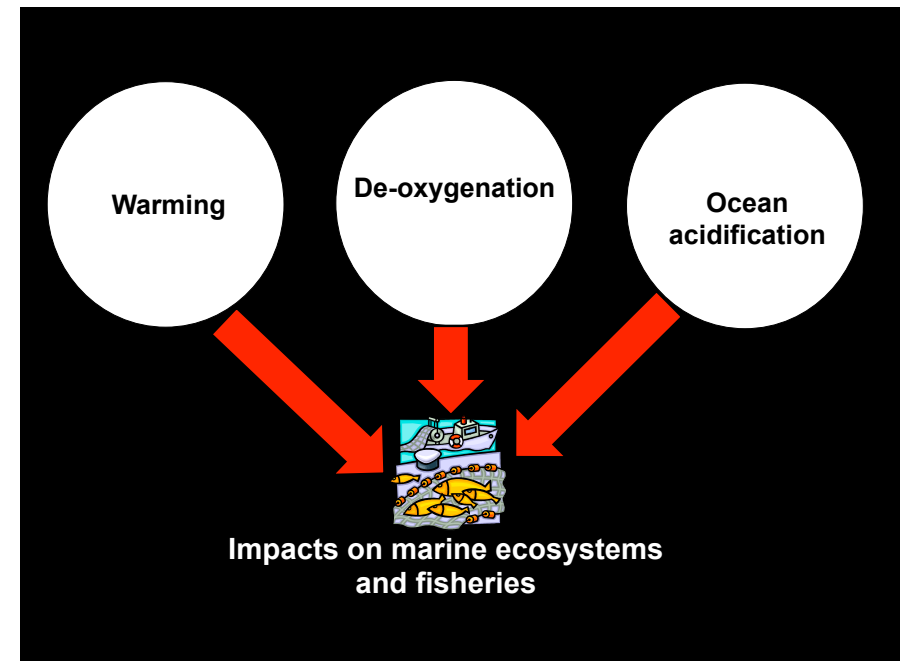 Warming
De-oxygenation
Ocean
acidification
Impacts on marine ecosystems
and fisheries